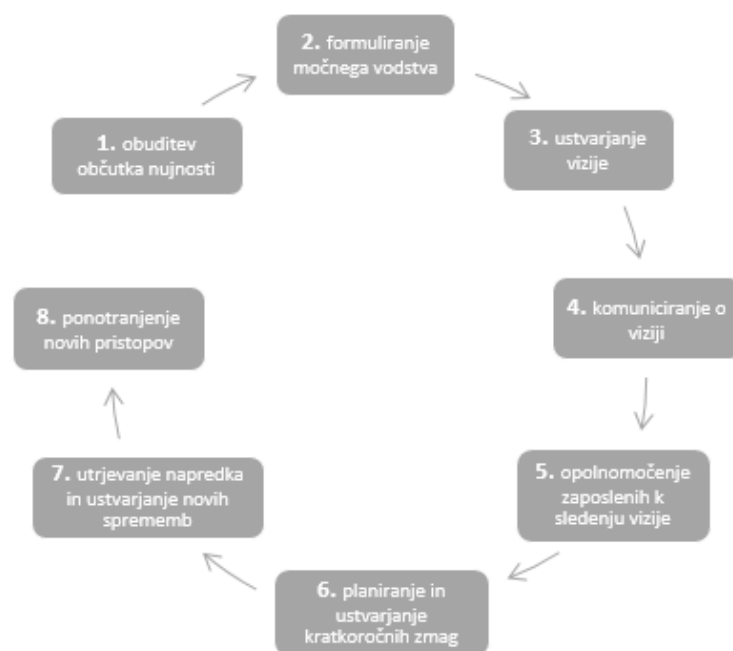 1. obuditev
občutka nujnosti
2. formuliranje
močnega vodstva
3. ustvarjanje
vizije
4. komuniciranje o
viziji
5. opolnomočenje
zaposlenih k
sledenju vizije
6. planiranje in
ustvarjanje
kratkoročnih zmag
7. utrjevanje napredka
in ustvarjanje novih
sprememb
8. ponotranjenje
novih pristopov